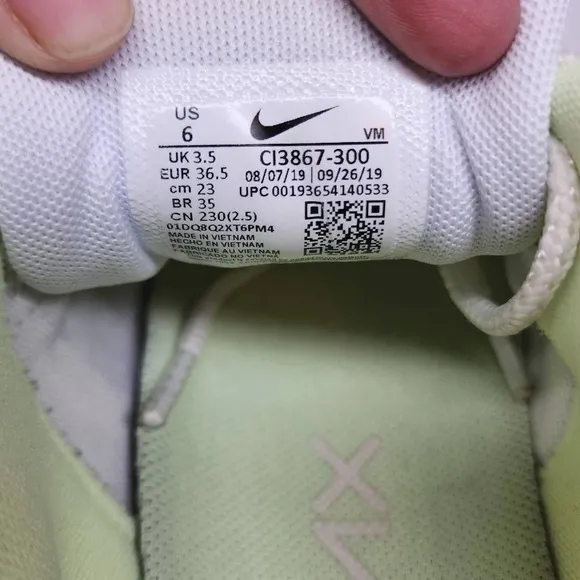 US
6
VM
UK 3.5
EUR 36.5
cm 23
BR 35
CN 230(2.5)
01DQ8Q2XT6PM4
MADE IN VIETNAM
HECHO EN VIETNAM
FABRIQUE AU VIETNAM
FABRICADO NO VIETNÃ
CI3867-300
08/07/19 | 09/26/19
UPC 00193654140533